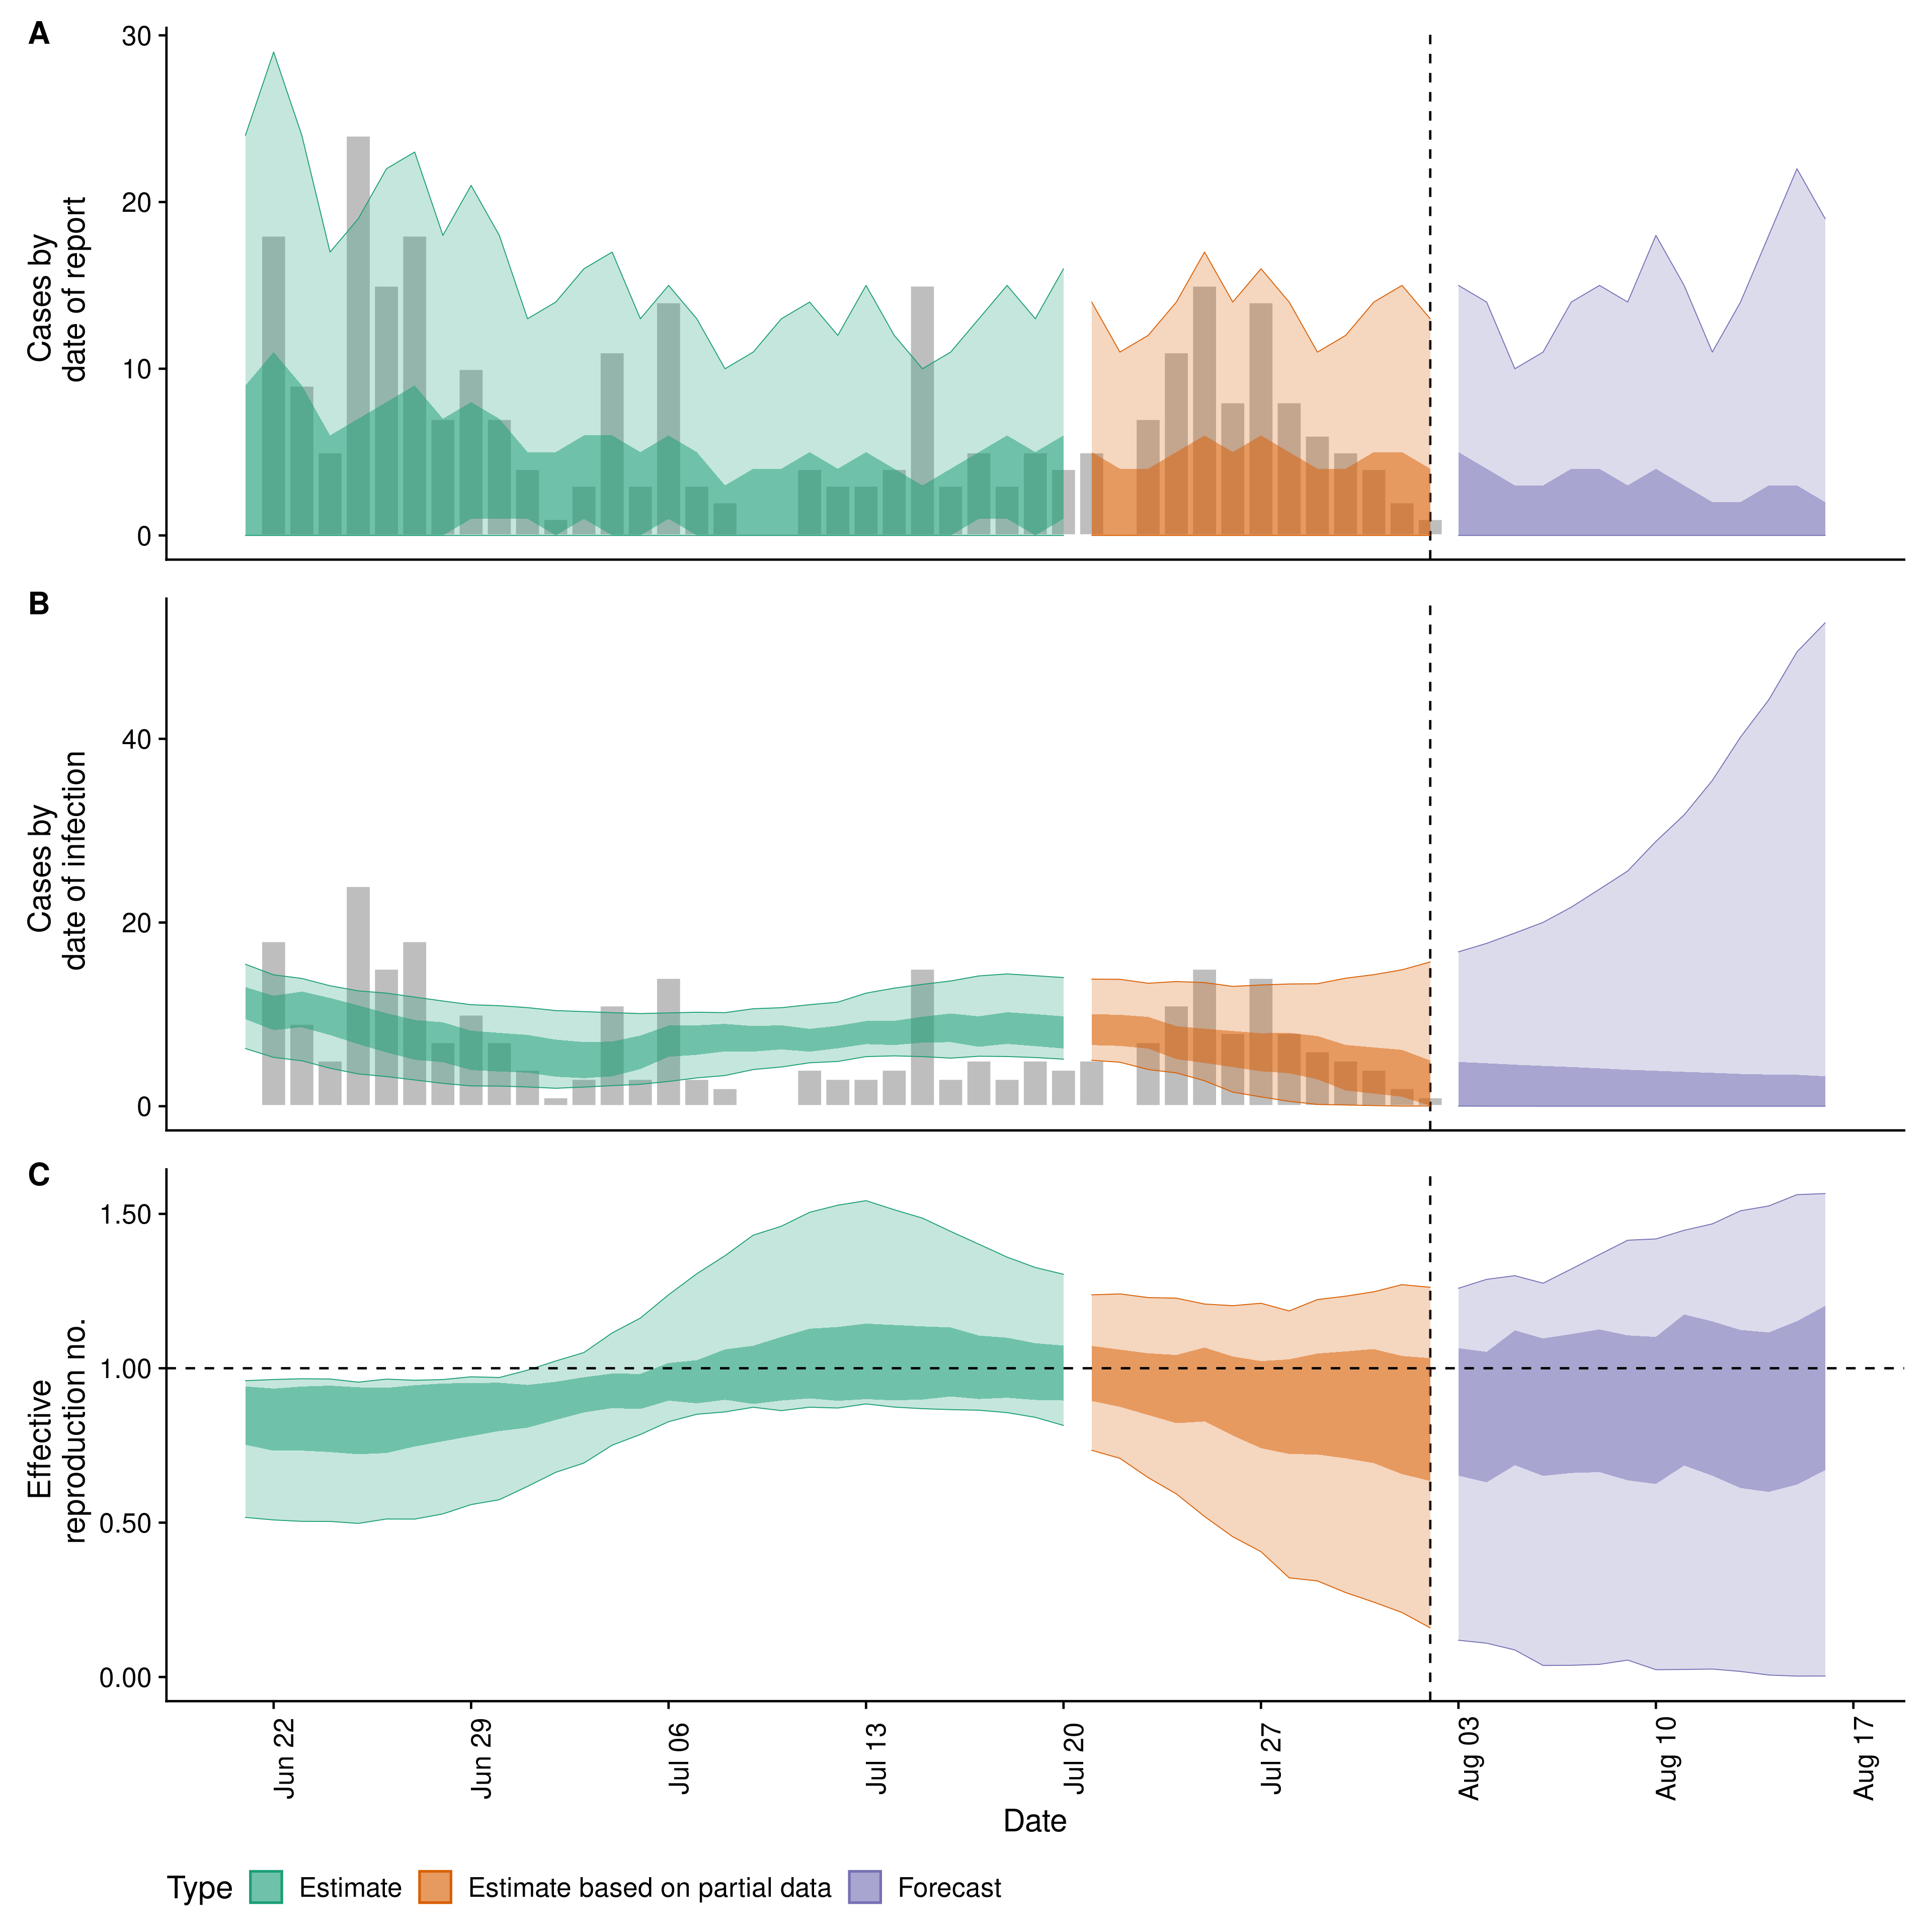 A
30
20
10
0
Cases by
date of report
B
40
20
0
Cases by
date of infection
C
1.50
1.00
0.50
0.00
Effective
reproduction no.
Jun 22
Jun 29
Jul 06
Jul 13
Jul 20
Jul 27
Aug 03
Aug 10
Aug 17
Date
Type Estimate Estimate based on partial data Forecast